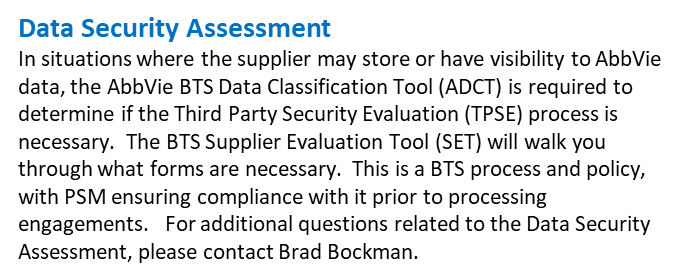 Data Security Assessment
In situations where the supplier may store or have visibility to AbbVie
data, the AbbVie BTS Data Classification Tool (ADCT) is required to
determine if the Third Party Security Evaluation (TPSE) process is
necessary.  The BTS Supplier Evaluation Tool (SET) will walk you
through what forms are necessary.  This is a BTS process and policy,
with PSM ensuring compliance with it prior to processing
engagements.   For additional questions related to the Data Security
Assessment, please contact Brad Bockman.